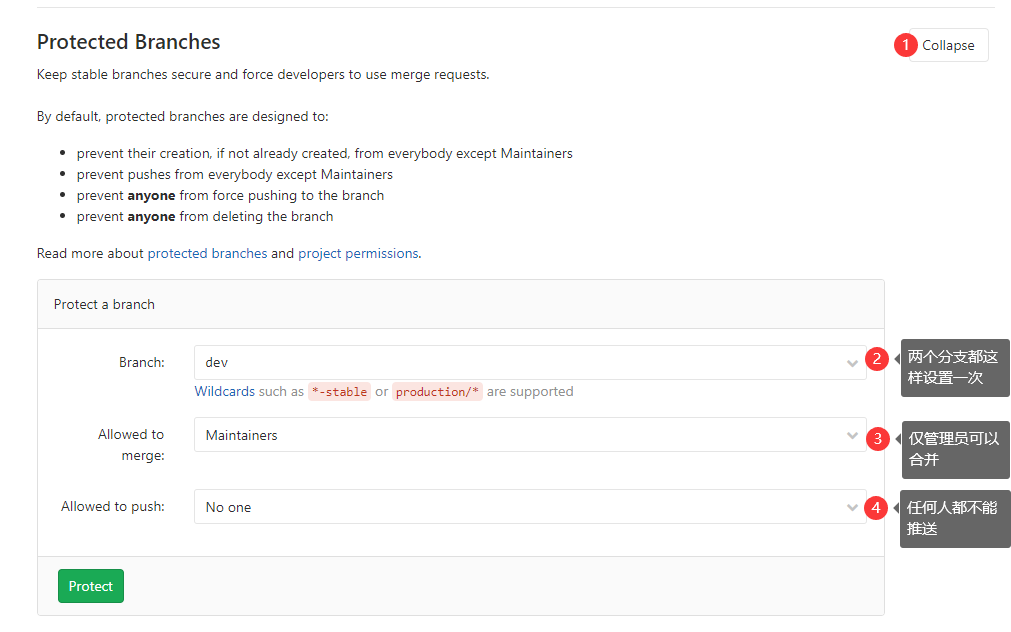 Protected Branches
1 Collapse
Keep stable branches secure and force developers to use merge requests.
By default, protected branches are designed to:
• prevent their creation, if not already created, from everybody except Maintainers
• prevent pushes from everybody except Maintainers
• prevent anyone from force pushing to the branch
• prevent anyone from deleting the branch
Read more about protected branches and project permissions.
Protect a branch
Branch:
dev
2
两个分支都这
样设置一次
Wildcards such as *-stable or production/* are supported
Allowed to
merge:
Maintainers
3
仅管理员可以
合并
Allowed to push:
No one
4
任何人都不能
推送
Protect